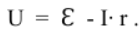 U = ℰ - I· r .